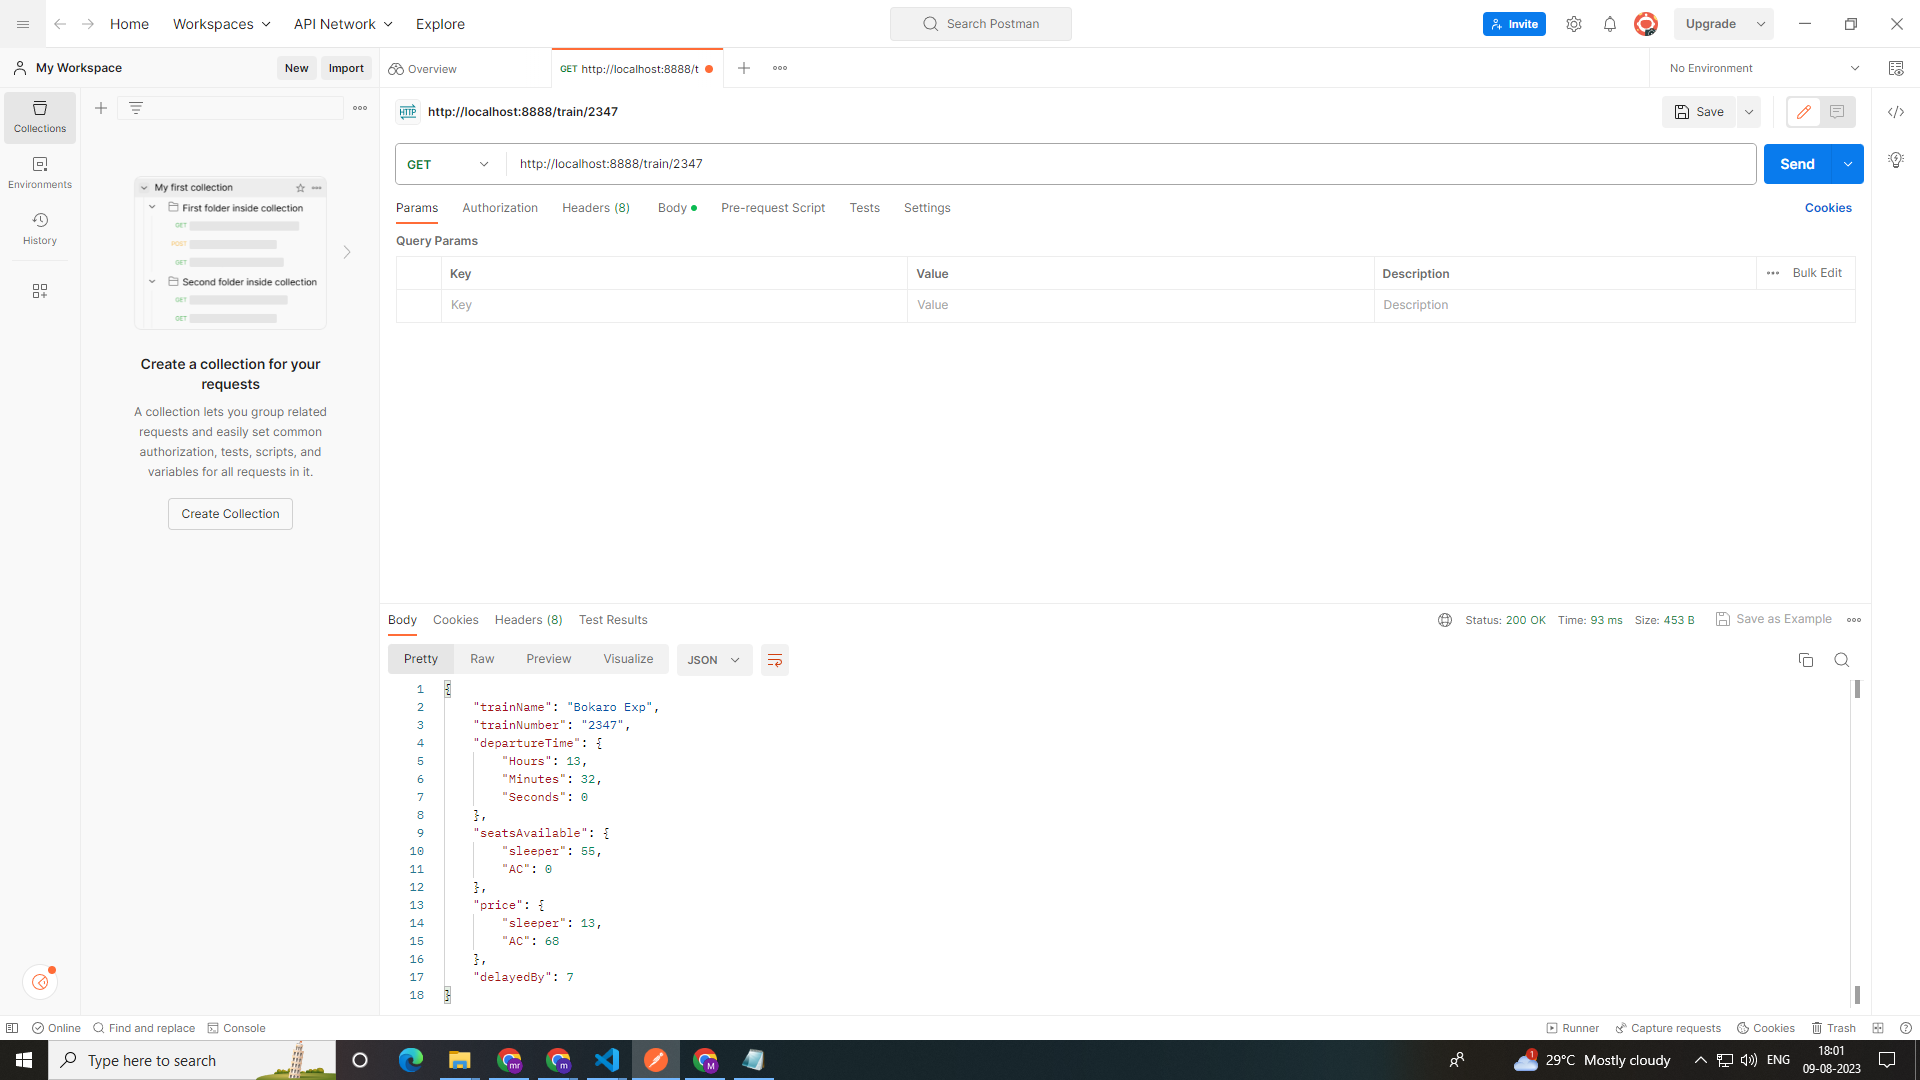 Home Workspaces API Network Explore Search Postman Invite Upgrade
My Workspace New Import Overview GET http://localhost:8888/t No Environment
Collections
Environments
History
My first collection
First folder inside collection
GET
POST
GET
Second folder inside collection
GET
GET
Create a collection for your
requests
A collection lets you group related
requests and easily set common
authorization, tests, scripts, and
variables for all requests in it.
Create Collection
HTTP http://localhost:8888/train/2347 Save
GET http://localhost:8888/train/2347 Send
Params Authorization Headers (8) Body Pre-request Script Tests Settings Cookies
Query Params
Key Value Description Bulk Edit
Key Value Description
Body Cookies Headers (8) Test Results Status: 200 OK Time: 93 ms Size: 453 B Save as Example
Pretty Raw Preview Visualize JSON
1 {
2 "trainName": "Bokaro Exp",
3 "trainNumber": "2347",
4 "departureTime": {
5 "Hours": 13,
6 "Minutes": 32,
7 "Seconds": 0
8 },
9 "seatsAvailable": {
10 "sleeper": 55,
11 "AC": 0
12 },
13 "price": {
14 "sleeper": 13,
15 "AC": 68
16 },
17 "delayedBy": 7
18 }
Online Find and replace Console Runner Capture requests Cookies Trash
Type here to search mr m M 1 29°C Mostly cloudy ENG 18:01
09-08-2023